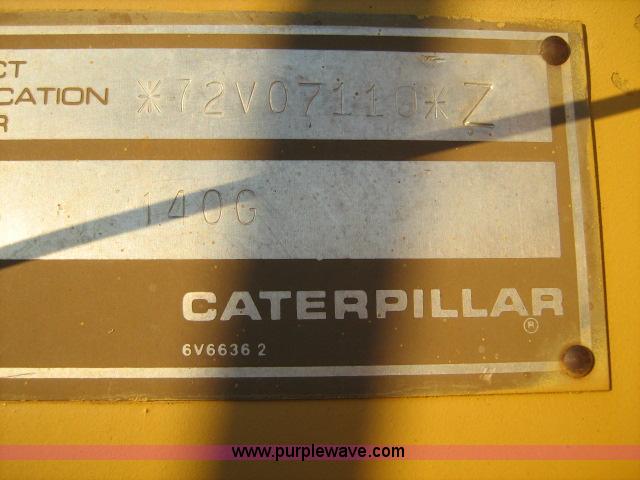 CT
CATION *72V07110*Z
R
140G
CATERPILLAR
®
6V6636 2
www.purplewave.com